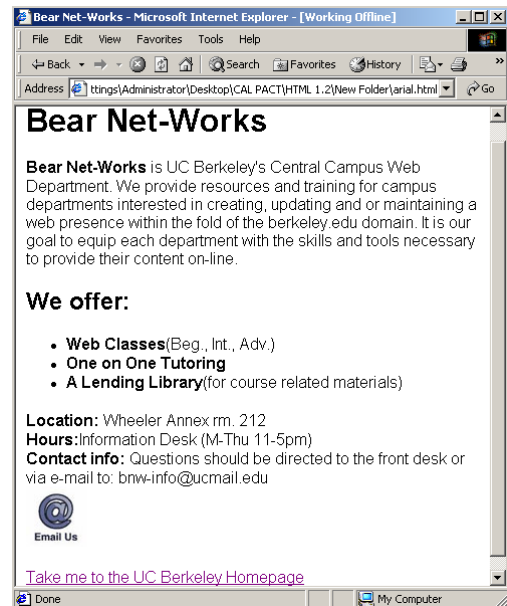 Bear Net-Works - Microsoft Internet Explorer - [Working Offline]
File Edit View Favorites Tools Help
Back Search Favorites History »
Address ttings\Administrator\Desktop\CAL PACT\HTML 1.2\New Folder\arial.html Go
Bear Net-Works
Bear Net-Works is UC Berkeley's Central Campus Web
Department. We provide resources and training for campus
departments interested in creating, updating and or maintaining a
web presence within the fold of the berkeley.edu domain. It is our
goal to equip each department with the skills and tools necessary
to provide their content on-line.
We offer:
• Web Classes(Beg., Int., Adv.)
• One on One Tutoring
• A Lending Library(for course related materials)
Location: Wheeler Annex rm. 212
Hours:Information Desk (M-Thu 11-5pm)
Contact info: Questions should be directed to the front desk or
via e-mail to: bnw-info@ucmail.edu
@
Email Us
Take me to the UC Berkeley Homepage
Done My Computer